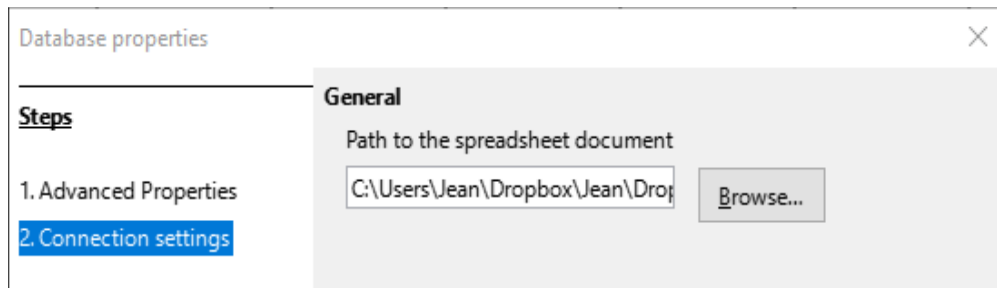 Database properties
Steps
1. Advanced Properties
2. Connection settings
General
Path to the spreadsheet document
C:\Users\Jean\Dropbox\Jean\Drop
Browse...